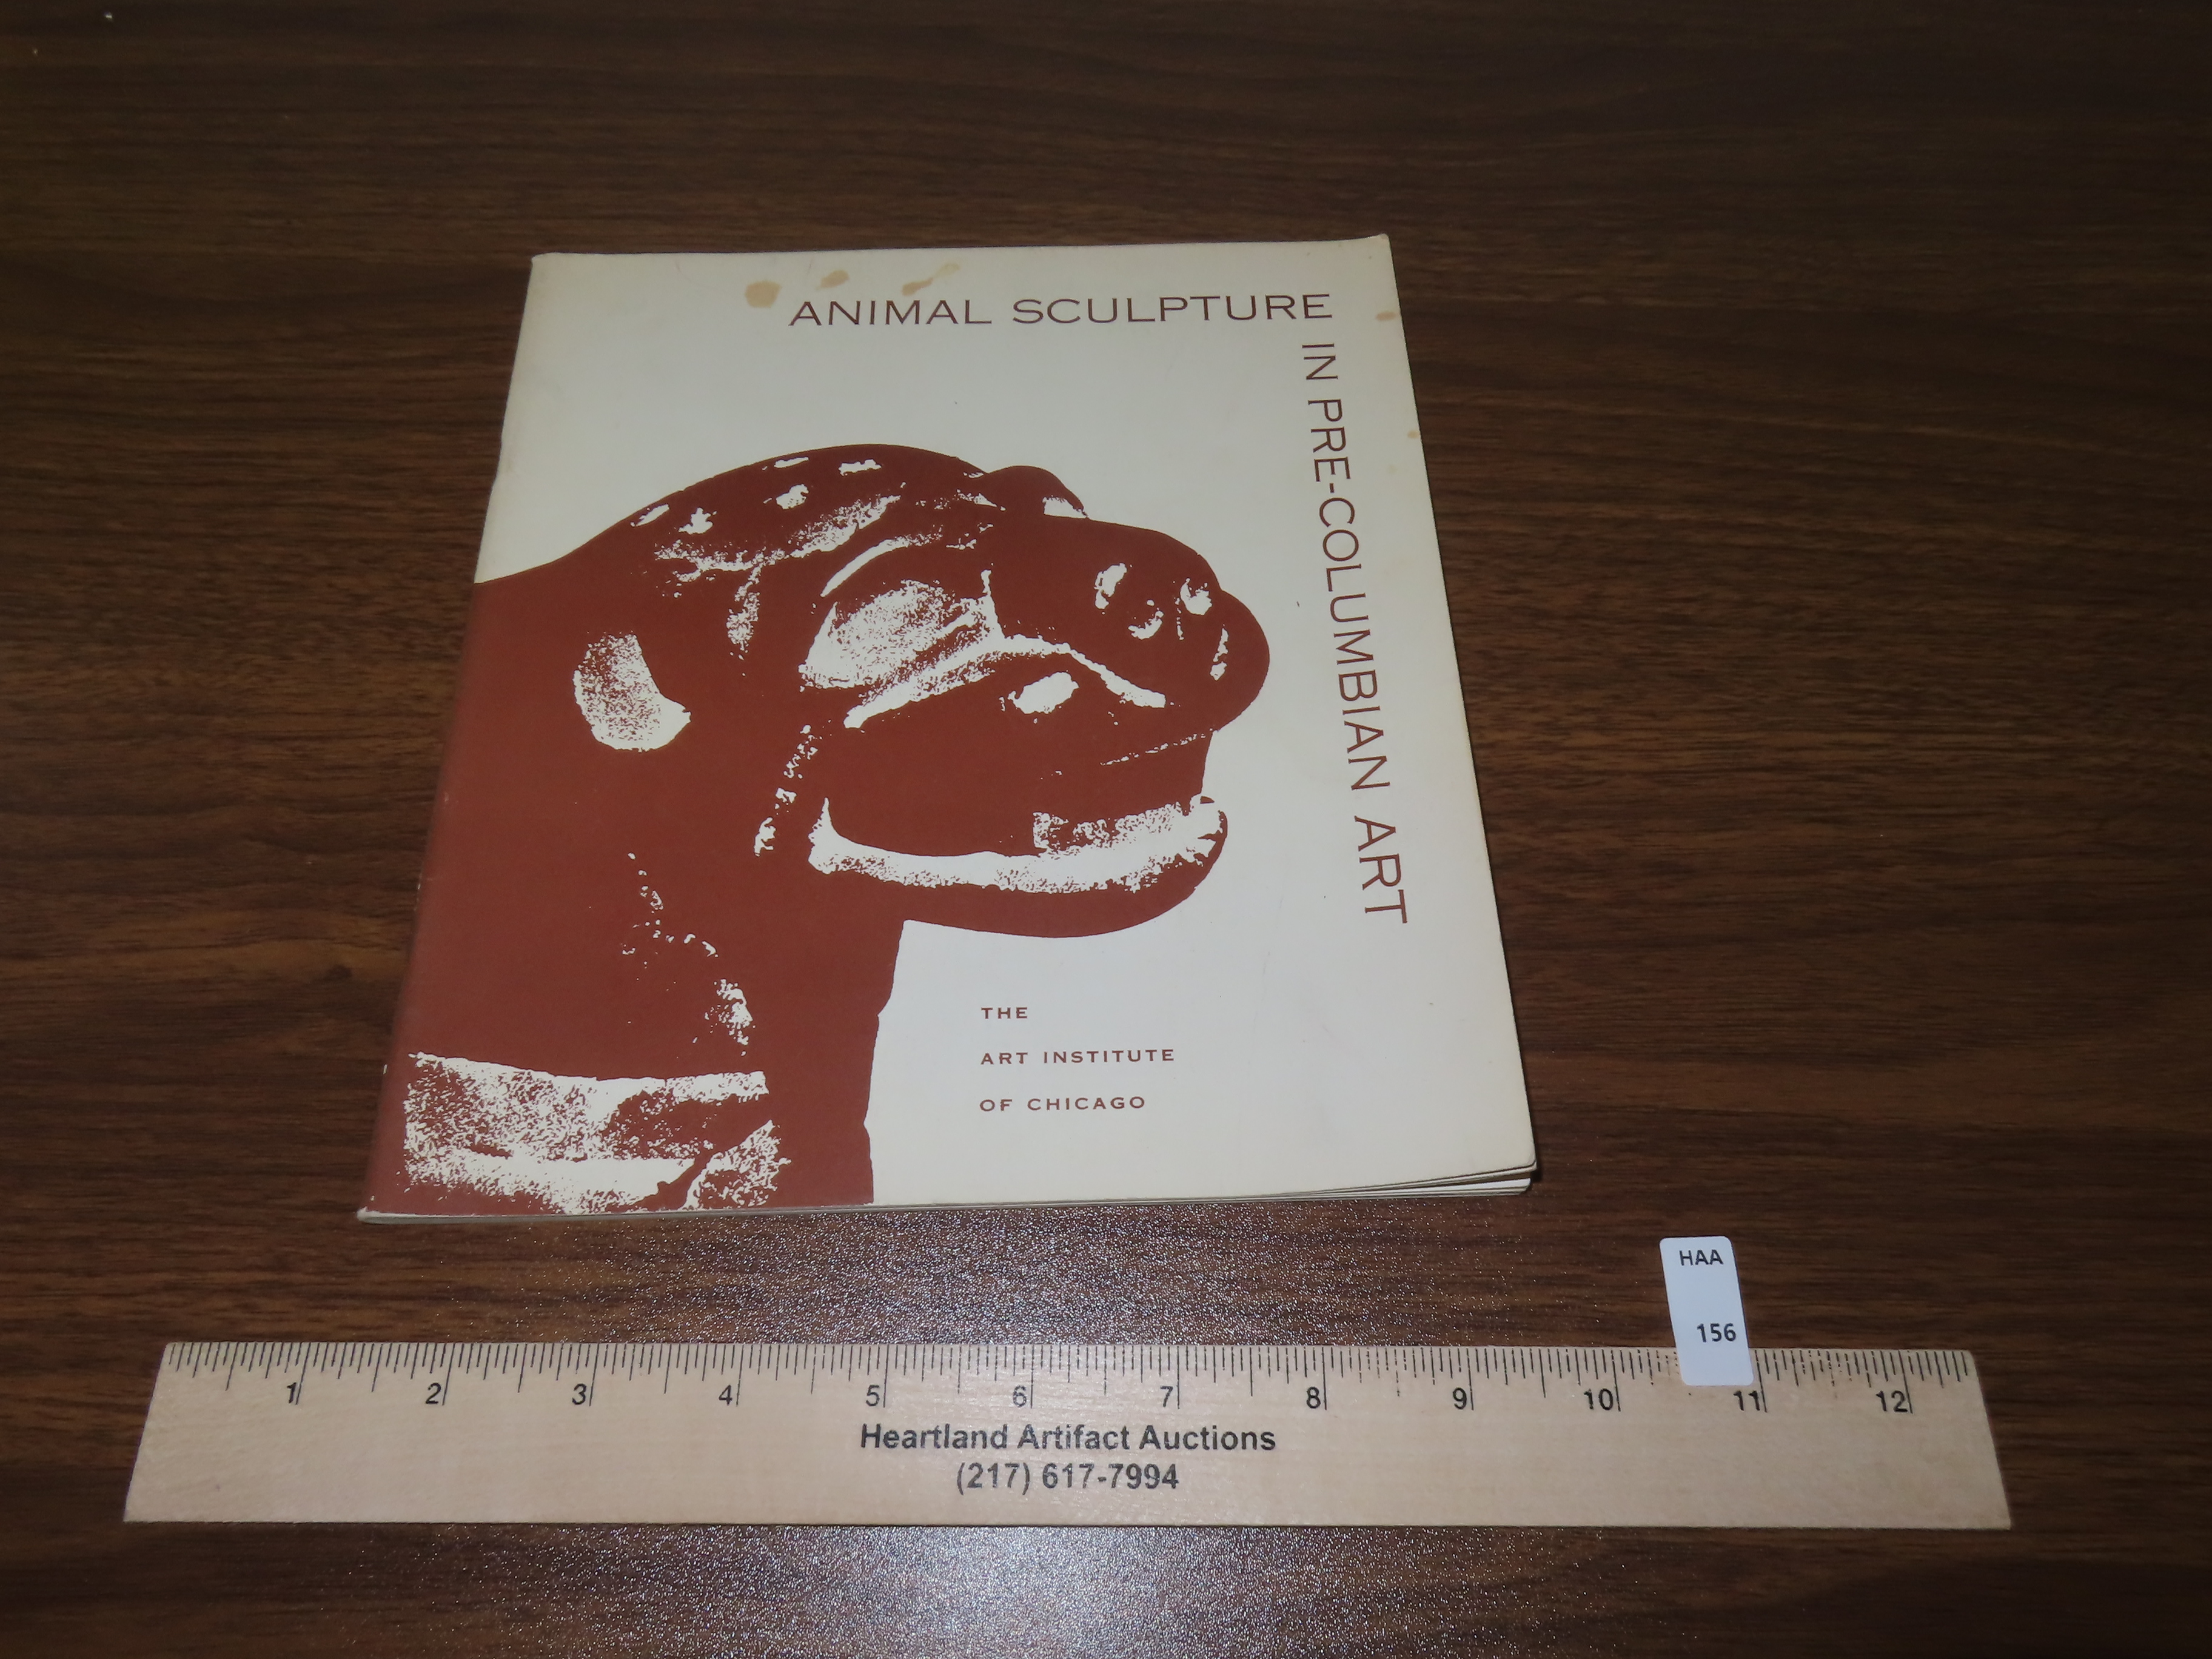 ANIMAL SCULPTURE
IN PRE-COLUMBIAN ART
THE
ART INSTITUTE
OF CHICAGO
HAA
156
1 2 3 4 5 6 7 8 9 10 11 12
Heartland Artifact Auctions
(217) 617-7994